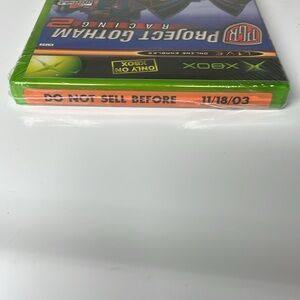 PROJECT GOTHAM
RACING 2
PGR
LIVE ONLINE ENABLED
ONLY ON
XBOX
XBOX
DO NOT SELL BEFORE 11/18/03